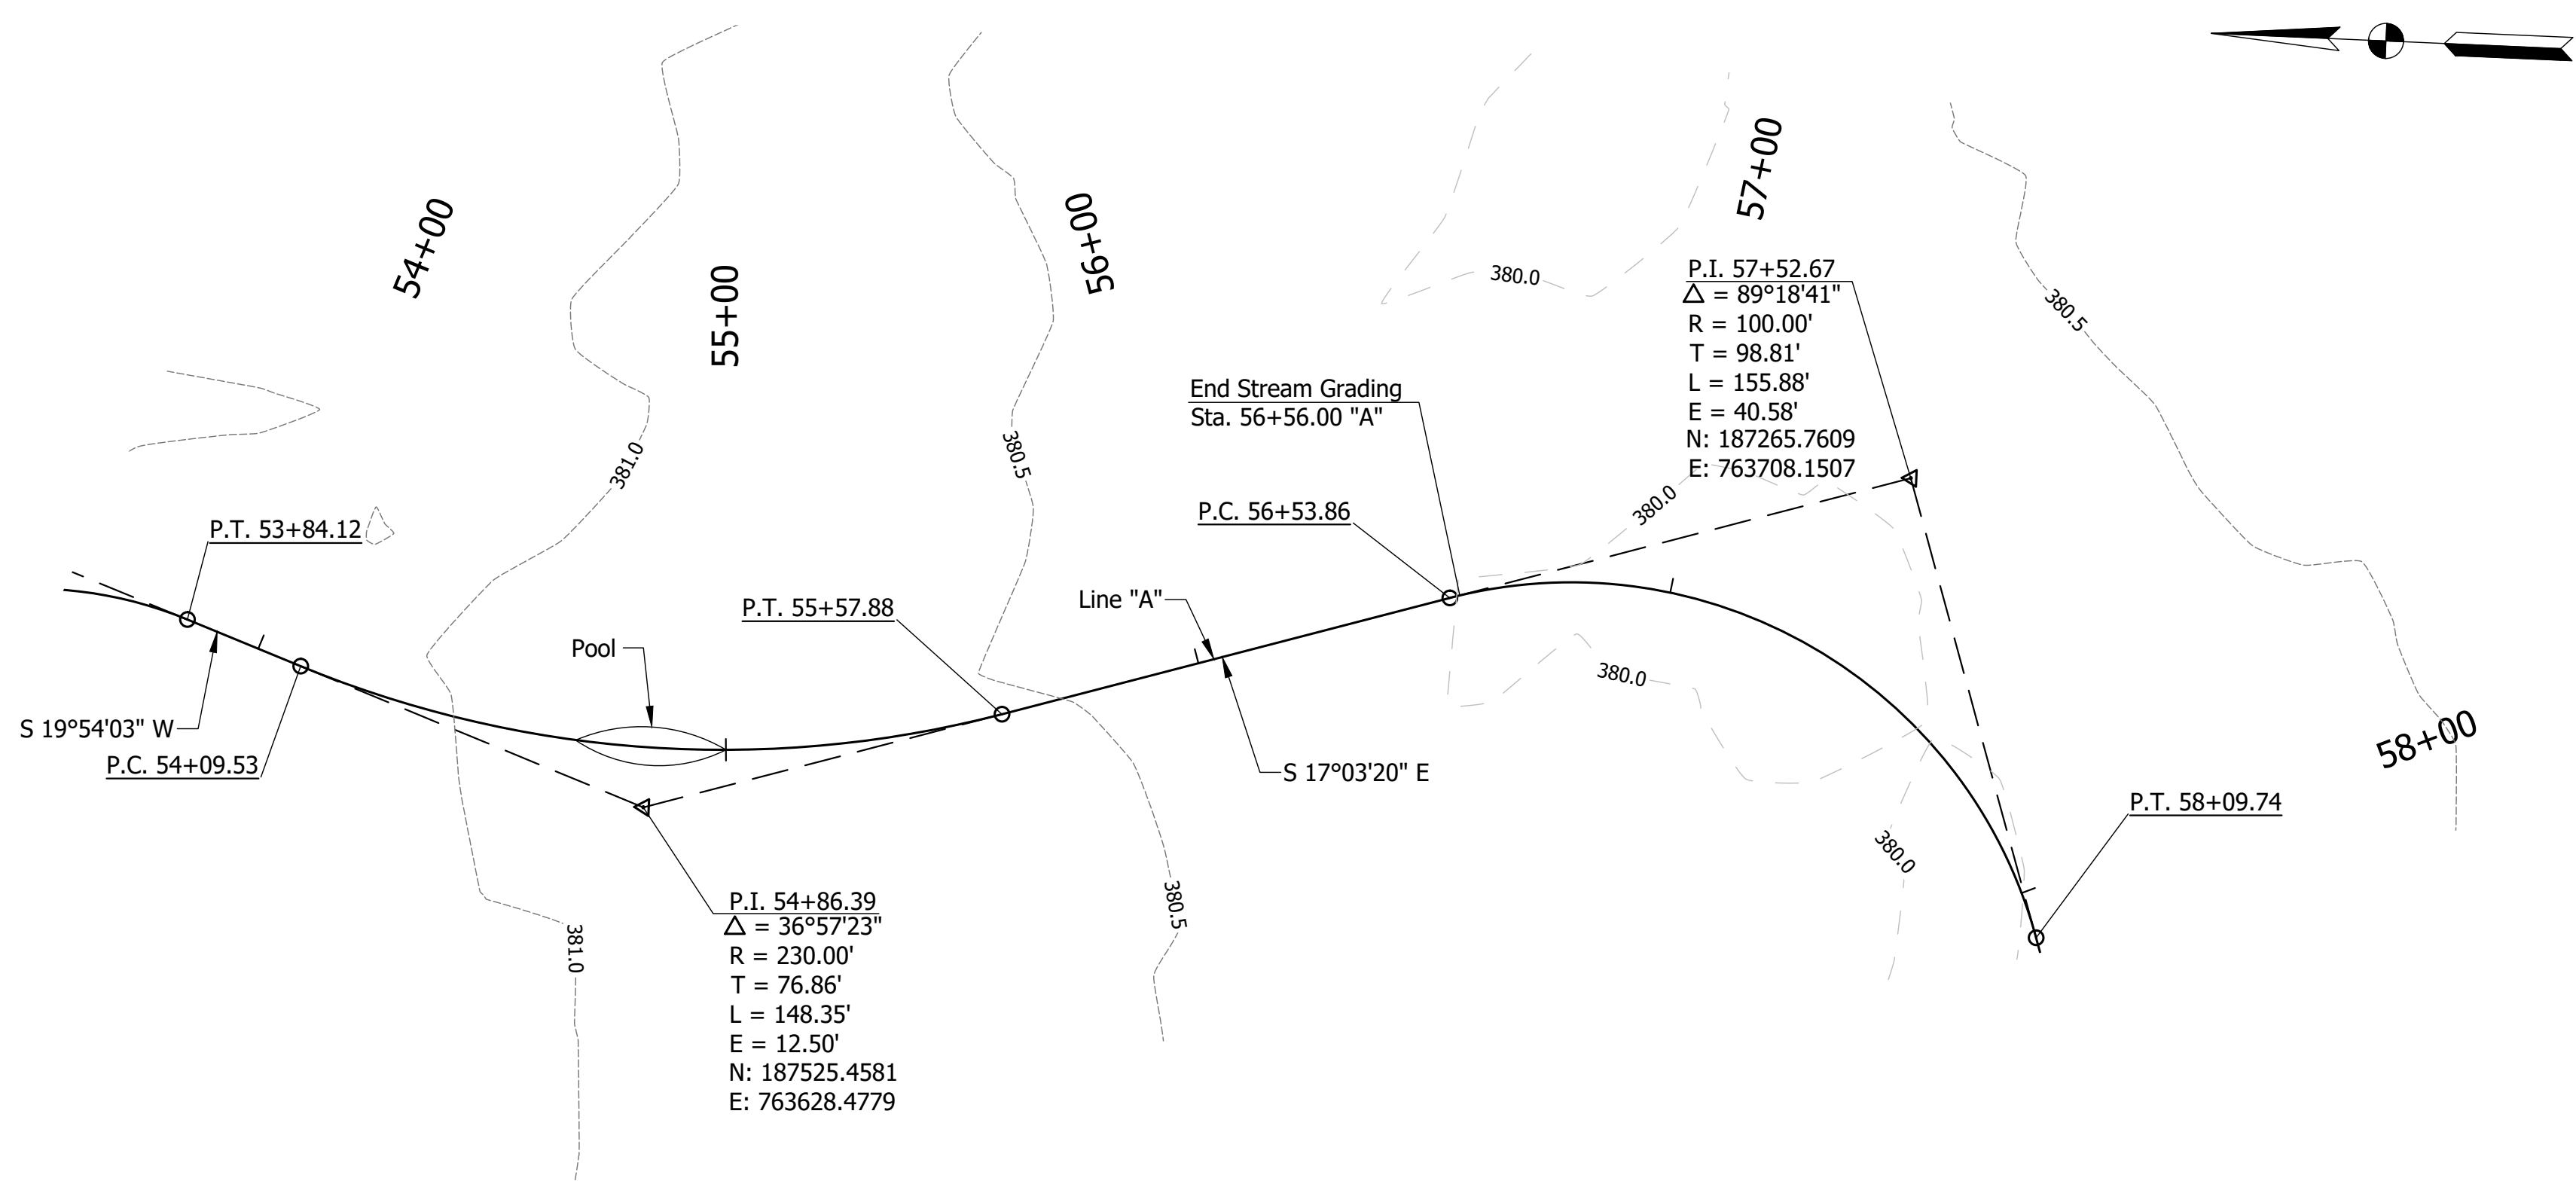 54+00
55+00
56+00
57+00
58+00
380.0
P.I. 57+52.67
Δ = 89°18'41"
R = 100.00'
T = 98.81'
L = 155.88'
E = 40.58'
N: 187265.7609
E: 763708.1507
380.5
End Stream Grading
Sta. 56+56.00 "A"
381.0
380.5
380.0
P.C. 56+53.86
P.T. 53+84.12
Line "A"
P.T. 55+57.88
Pool
380.0
S 19°54'03" W
P.C. 54+09.53
S 17°03'20" E
P.T. 58+09.74
380.0
P.I. 54+86.39
Δ = 36°57'23"
R = 230.00'
T = 76.86'
L = 148.35'
E = 12.50'
N: 187525.4581
E: 763628.4779
380.5
381.0